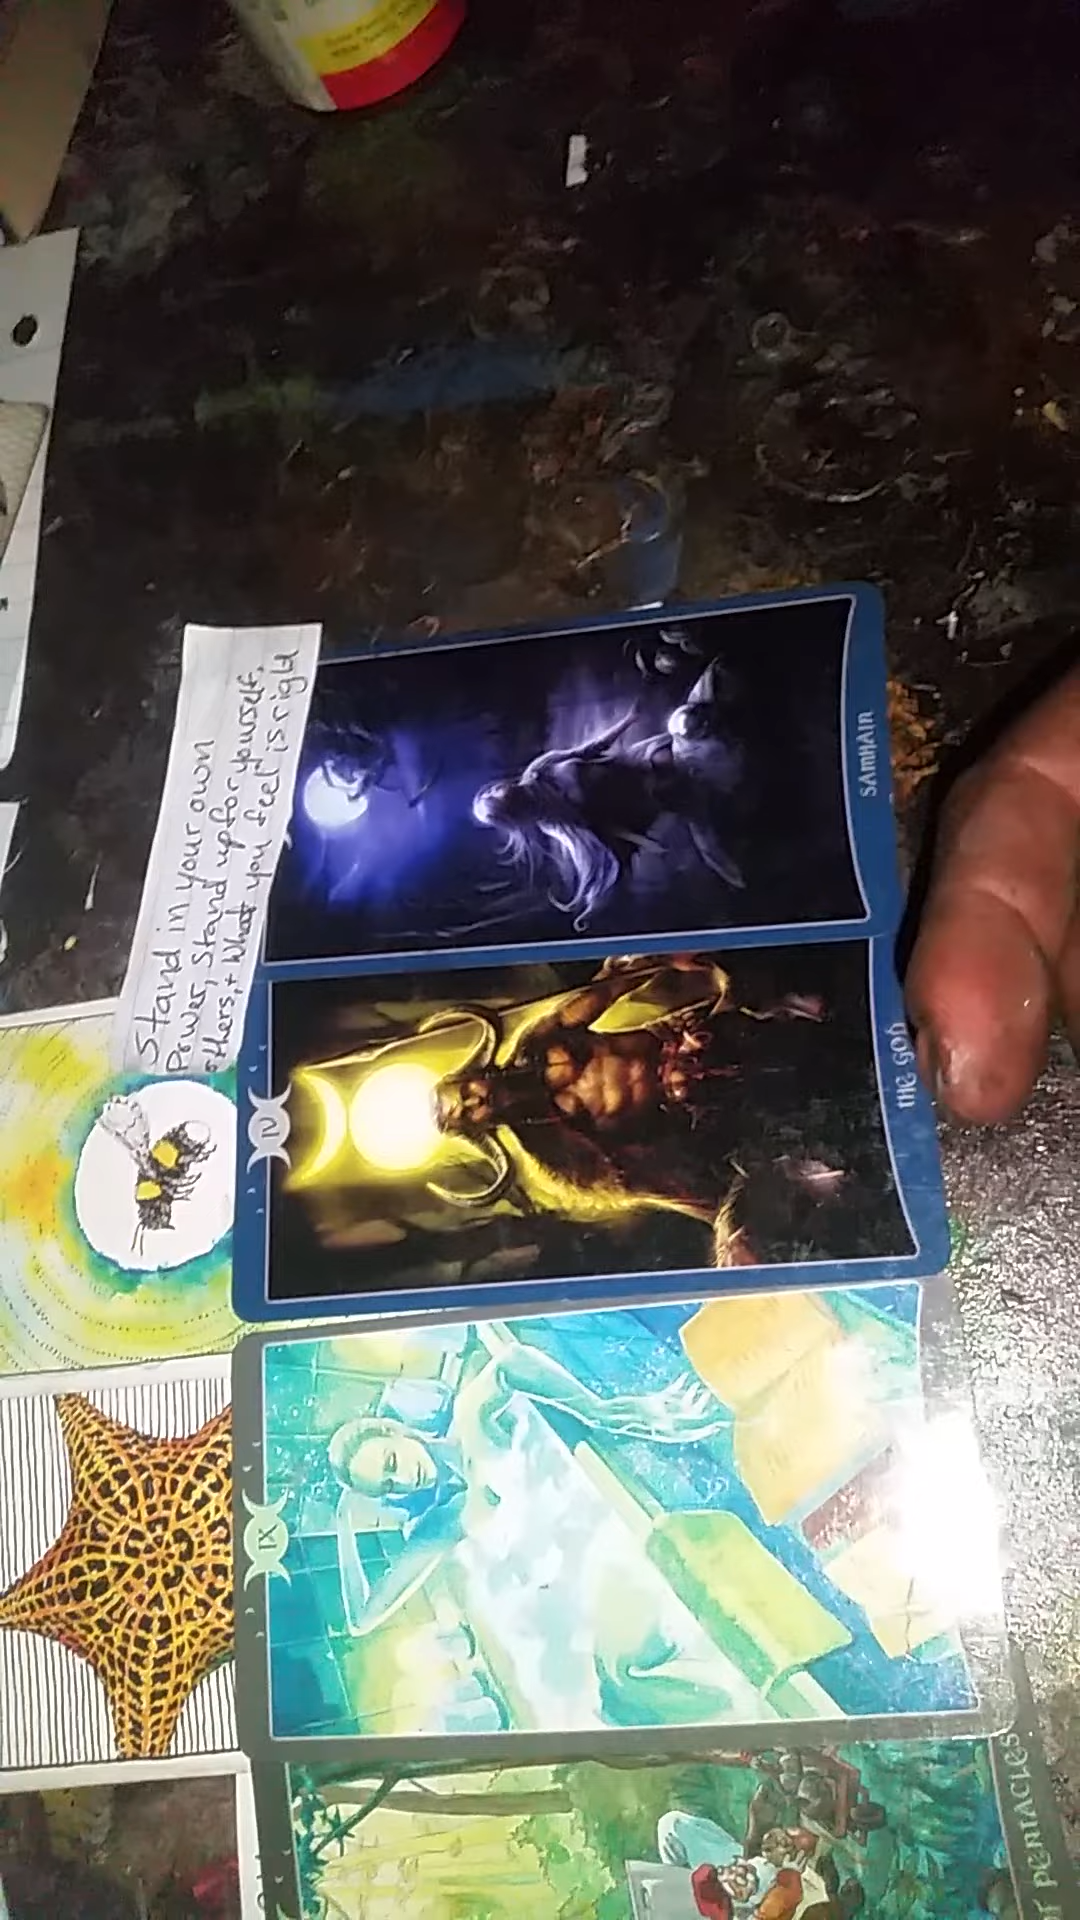 Stand in your own
Power, Stand up for yourself,
others, + What you feel is right
SAMHAIN
IV
THE GOD
IX
PENTACLES